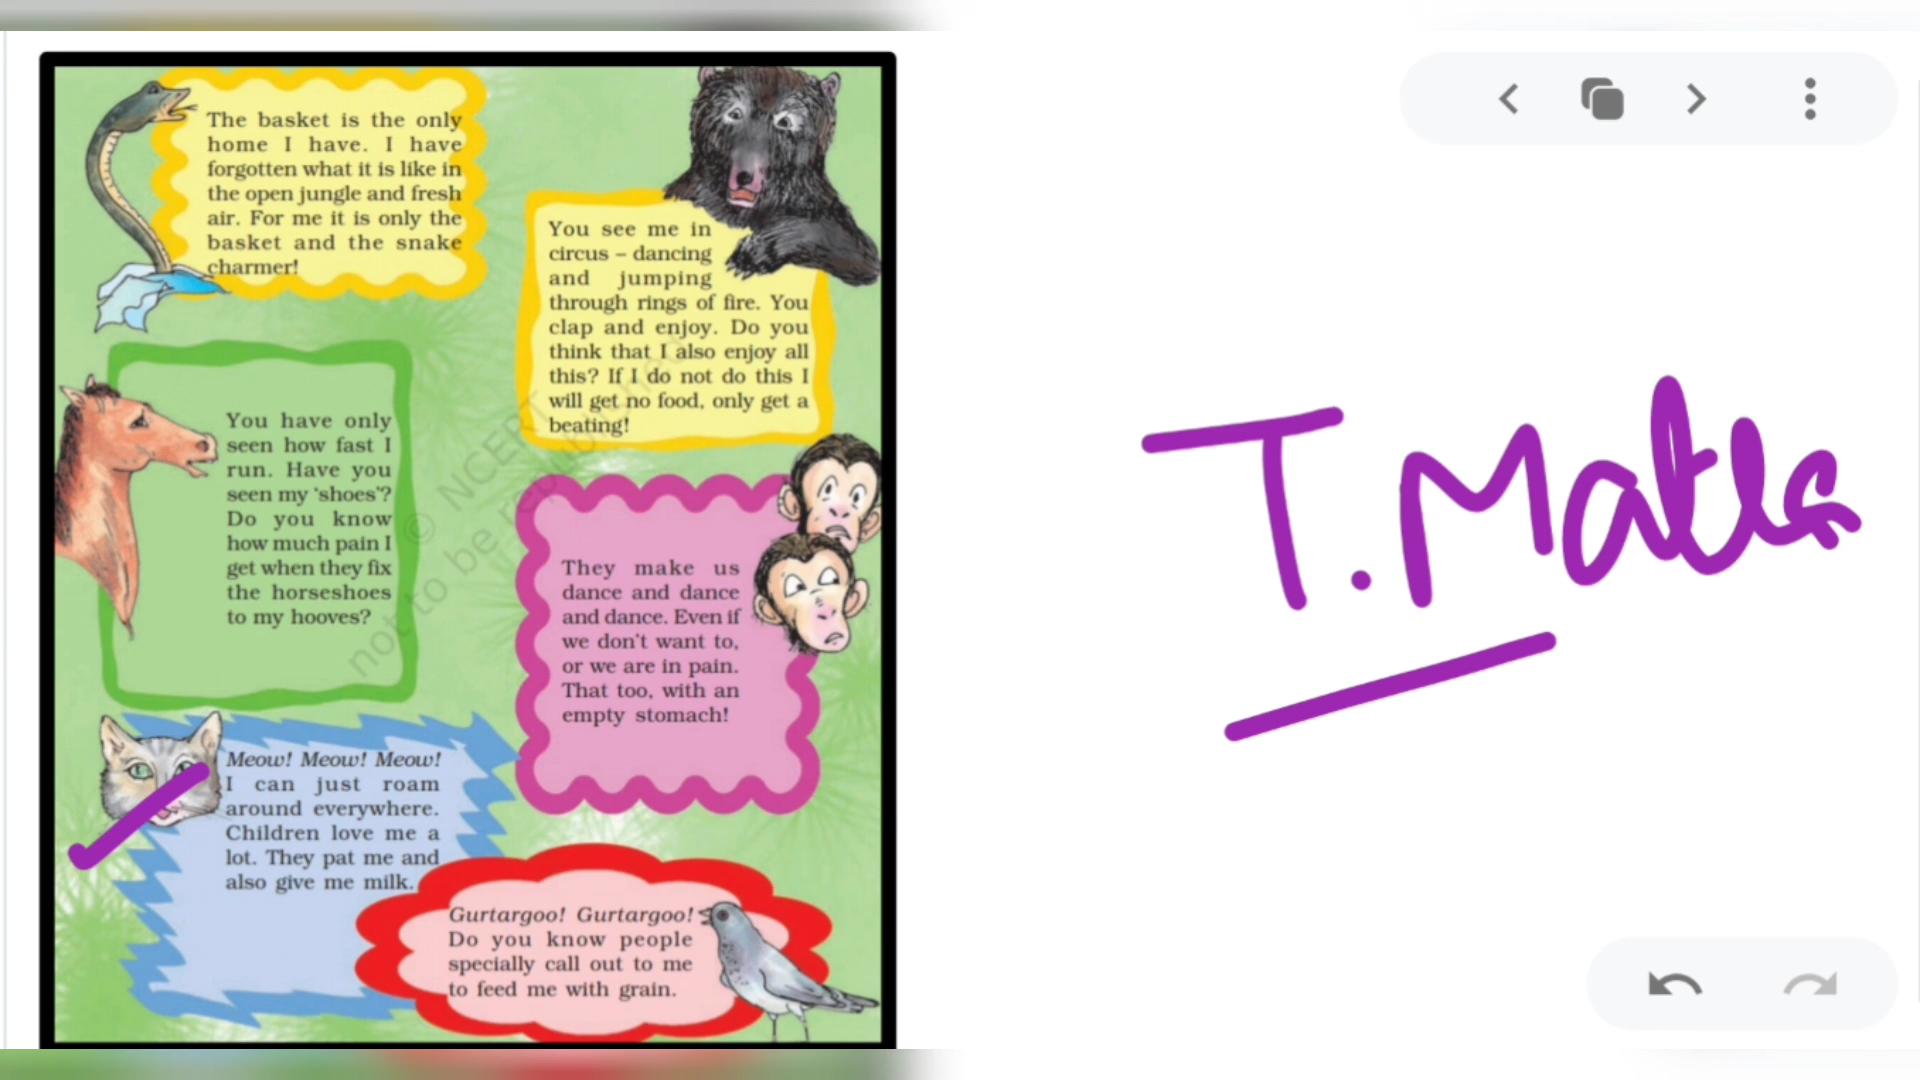 The basket is the only
home I have. I have
forgotten what it is like in
the open jungle and fresh
air. For me it is only the
basket and the snake
charmer!
You see me in
circus – dancing
and jumping
through rings of fire. You
clap and enjoy. Do you
think that I also enjoy all
this? If I do not do this I
will get no food, only get a
beating!
You have only
seen how fast I
run. Have you
seen my 'shoes'?
Do you know
how much pain I
get when they fix
the horseshoes
to my hooves?
They make us
dance and dance
and dance. Even if
we don't want to,
or we are in pain.
That too, with an
empty stomach!
Meow! Meow! Meow!
I can just roam
around everywhere.
Children love me a
lot. They pat me and
also give me milk.
Gurtargoo! Gurtargoo!
Do you know people
specially call out to me
to feed me with grain.
© NCERT
not to be republished
T.